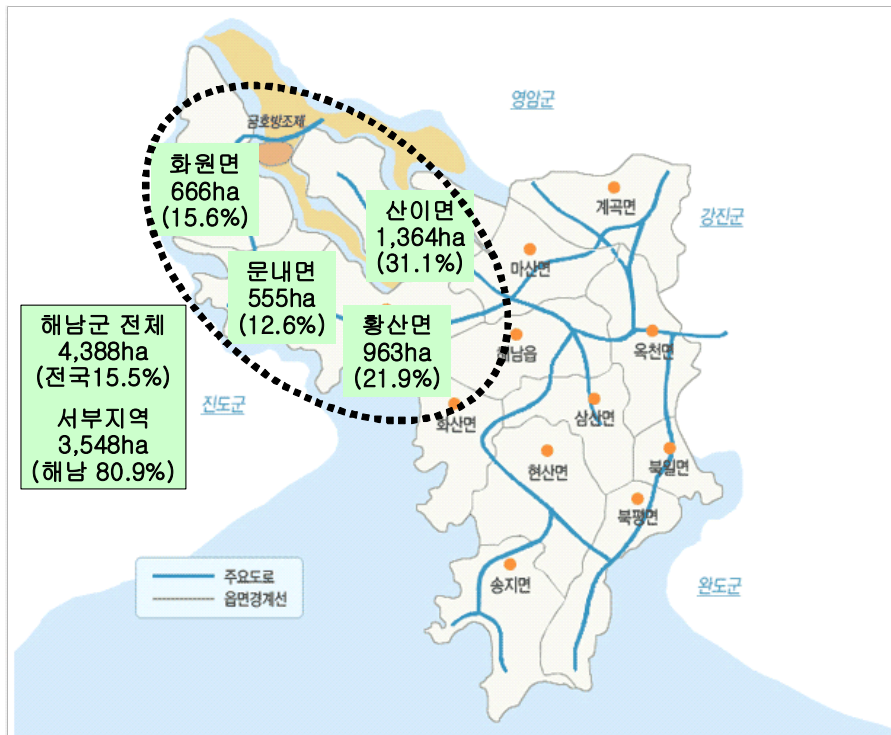 영암군
금호방조제
화원면
666ha
(15.6%)
산이면
1,364ha
(31.1%)
계곡면
강진군
마산면
문내면
555ha
(12.6%)
황산면
963ha
(21.9%)
해남읍
옥천면
해남군 전체
4,388ha
(전국15.5%)
서부지역
3,548ha
(해남 80.9%)
진도군
화산면
삼산면
현산면
북일면
북평면
송지면
완도군
주요도로
읍면경계선